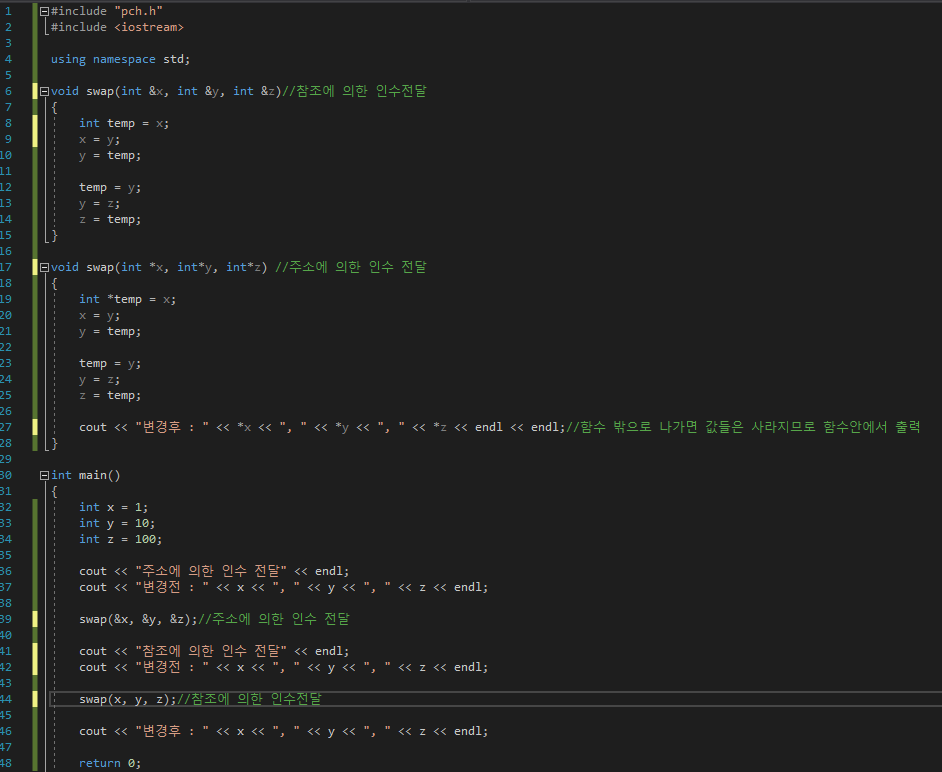 1 #include "pch.h"
2 #include <iostream>
3
4 using namespace std;
5
6 void swap(int &x, int &y, int &z)//참조에 의한 인수전달
7 {
8 int temp = x;
9 x = y;
10 y = temp;
11
12 temp = y;
13 y = z;
14 z = temp;
15 }
16
17 void swap(int *x, int*y, int*z) //주소에 의한 인수 전달
18 {
19 int *temp = x;
20 x = y;
21 y = temp;
22
23 temp = y;
24 y = z;
25 z = temp;
26
27 cout << "변경후 : " << *x << ", " << *y << ", " << *z << endl << endl;//함수 밖으로 나가면 값들은 사라지므로 함수안에서 출력
28 }
29
30 int main()
31 {
32 int x = 1;
33 int y = 10;
34 int z = 100;
35
36 cout << "주소에 의한 인수 전달" << endl;
37 cout << "변경전 : " << x << ", " << y << ", " << z << endl;
38
39 swap(&x, &y, &z);//주소에 의한 인수 전달
40
41 cout << "참조에 의한 인수 전달" << endl;
42 cout << "변경전 : " << x << ", " << y << ", " << z << endl;
43
44 swap(x, y, z);//참조에 의한 인수전달
45
46 cout << "변경후 : " << x << ", " << y << ", " << z << endl;
47
48 return 0;